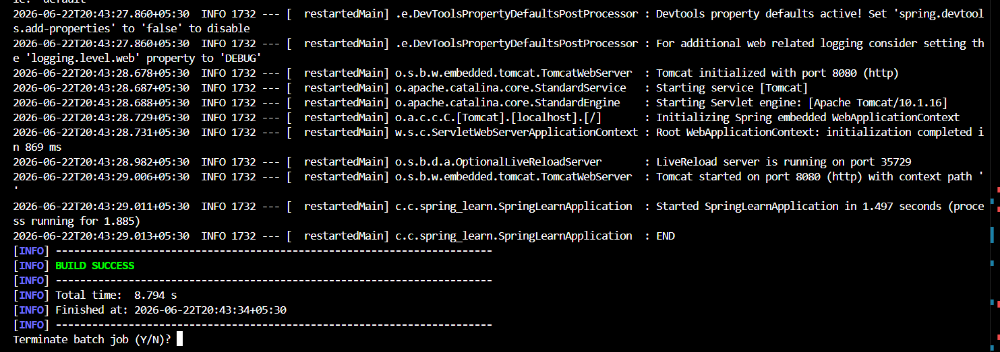 2026-06-22T20:43:27.860+05:30  INFO 1732 --- [  restartedMain] .e.DevToolsPropertyDefaultsPostProcessor : Devtools property defaults active! Set 'spring.devtool
s.add-properties' to 'false' to disable
2026-06-22T20:43:27.860+05:30  INFO 1732 --- [  restartedMain] .e.DevToolsPropertyDefaultsPostProcessor : For additional web related logging consider setting th
e 'logging.level.web' property to 'DEBUG'
2026-06-22T20:43:28.678+05:30  INFO 1732 --- [  restartedMain] o.s.b.w.embedded.tomcat.TomcatWebServer  : Tomcat initialized with port 8080 (http)
2026-06-22T20:43:28.687+05:30  INFO 1732 --- [  restartedMain] o.apache.catalina.core.StandardService   : Starting service [Tomcat]
2026-06-22T20:43:28.688+05:30  INFO 1732 --- [  restartedMain] o.apache.catalina.core.StandardEngine    : Starting Servlet engine: [Apache Tomcat/10.1.16]
2026-06-22T20:43:28.729+05:30  INFO 1732 --- [  restartedMain] o.a.c.c.C.[Tomcat].[localhost].[/]       : Initializing Spring embedded WebApplicationContext
2026-06-22T20:43:28.731+05:30  INFO 1732 --- [  restartedMain] w.s.c.ServletWebServerApplicationContext : Root WebApplicationContext: initialization completed i
n 869 ms
2026-06-22T20:43:28.982+05:30  INFO 1732 --- [  restartedMain] o.s.b.d.a.OptionalLiveReloadServer       : LiveReload server is running on port 35729
2026-06-22T20:43:29.006+05:30  INFO 1732 --- [  restartedMain] o.s.b.w.embedded.tomcat.TomcatWebServer  : Tomcat started on port 8080 (http) with context path '
'
2026-06-22T20:43:29.011+05:30  INFO 1732 --- [  restartedMain] c.c.spring_learn.SpringLearnApplication  : Started SpringLearnApplication in 1.497 seconds (proce
ss running for 1.885)
2026-06-22T20:43:29.013+05:30  INFO 1732 --- [  restartedMain] c.c.spring_learn.SpringLearnApplication  : END
[INFO] ------------------------------------------------------------------------
[INFO] BUILD SUCCESS
[INFO] ------------------------------------------------------------------------
[INFO] Total time:  8.794 s
[INFO] Finished at: 2026-06-22T20:43:34+05:30
[INFO] ------------------------------------------------------------------------
Terminate batch job (Y/N)?